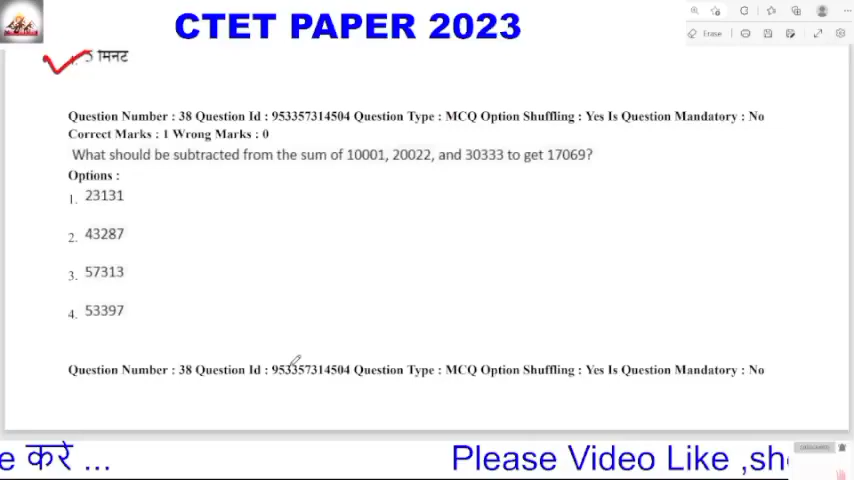 CTET PAPER 2023
Erase
5 मिनट
Question Number : 38 Question Id : 953357314504 Question Type : MCQ Option Shuffling : Yes Is Question Mandatory : No
Correct Marks : 1 Wrong Marks : 0
What should be subtracted from the sum of 10001, 20022, and 30333 to get 17069?
Options :
1. 23131
2. 43287
3. 57313
4. 53397
Question Number : 38 Question Id : 953357314504 Question Type : MCQ Option Shuffling : Yes Is Question Mandatory : No
e करे ... Please Video Like ,sh